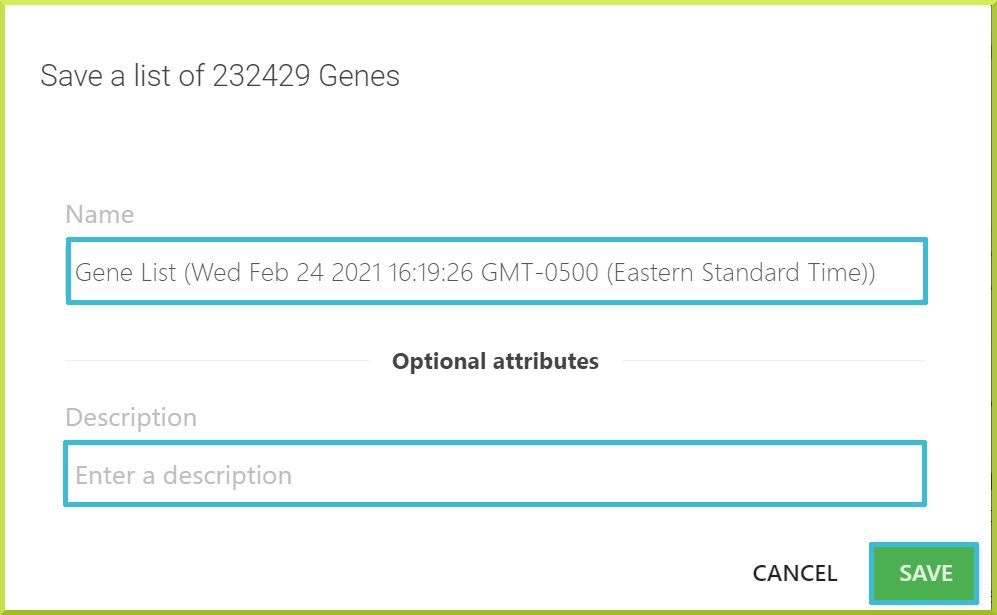 Save a list of 232429 Genes
Name
Gene List (Wed Feb 24 2021 16:19:26 GMT-0500 (Eastern Standard Time))
Optional attributes
Description
Enter a description
CANCEL SAVE